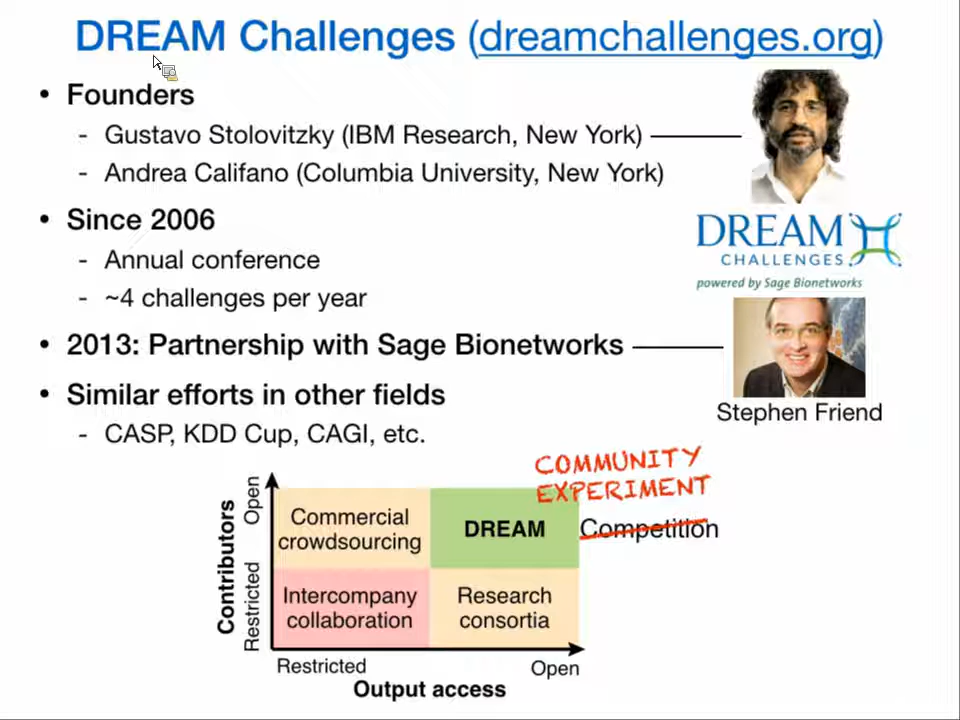 DREAM Challenges (dreamchallenges.org)
• Founders
- Gustavo Stolovitzky (IBM Research, New York)
- Andrea Califano (Columbia University, New York)
• Since 2006
- Annual conference
- ~4 challenges per year
DREAM
CHALLENGES
powered by Sage Bionetworks
• 2013: Partnership with Sage Bionetworks
• Similar efforts in other fields
- CASP, KDD Cup, CAGI, etc.
Stephen Friend
COMMUNITY
EXPERIMENT
Competition
Contributors
Open
Restricted
Commercial
crowdsourcing
DREAM
Intercompany
collaboration
Research
consortia
Restricted
Open
Output access